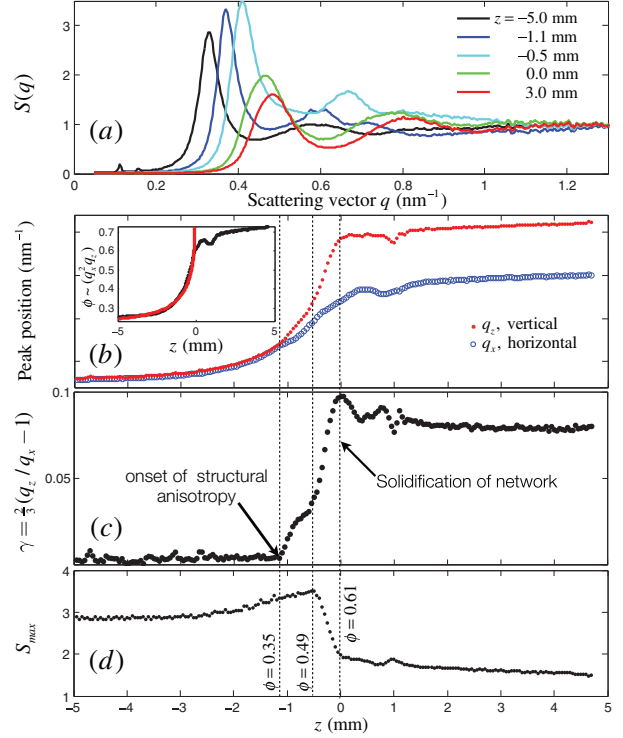 4
3
2
1
0
S(q)
(a)
z = −5.0 mm
−1.1 mm
−0.5 mm
0.0 mm
3.0 mm
0
0.2
0.4
0.6
0.8
1
1.2
Scattering vector q (nm⁻¹)
Peak position (nm⁻¹)
ϕ ~ (q_x² q_z)
0.7
0.6
0.5
0.4
0.3
−5
0
5
z (mm)
(b)
q_z, vertical
q_x, horizontal
γ = ⅔ (q_z / q_x − 1)
0.1
0.05
onset of structural
anisotropy
Solidification of network
(c)
S_max
4
3
2
1
(d)
ϕ = 0.35
ϕ = 0.49
ϕ = 0.61
−5
−4
−3
−2
−1
0
1
2
3
4
5
z (mm)